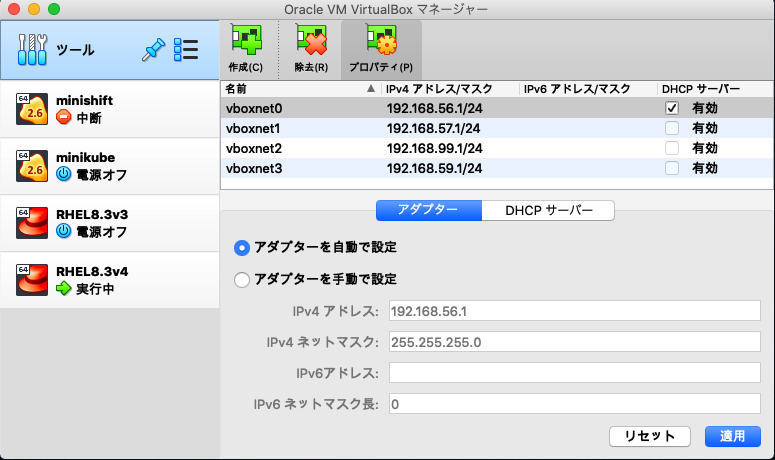 Oracle VM VirtualBox マネージャー
ツール
作成(C)
除去(R)
プロパティ(P)
64
2.6
minishift
中断
64
2.6
minikube
電源オフ
64
RHEL8.3v3
電源オフ
64
RHEL8.3v4
実行中
名前 IPv4 アドレス/マスク IPv6 アドレス/マスク DHCP サーバー
vboxnet0 192.168.56.1/24 有効
vboxnet1 192.168.57.1/24 有効
vboxnet2 192.168.99.1/24 有効
vboxnet3 192.168.59.1/24 有効
アダプター DHCP サーバー
アダプターを自動で設定
アダプターを手動で設定
IPv4 アドレス: 192.168.56.1
IPv4 ネットマスク: 255.255.255.0
IPv6アドレス:
IPv6 ネットマスク長: 0
リセット 適用